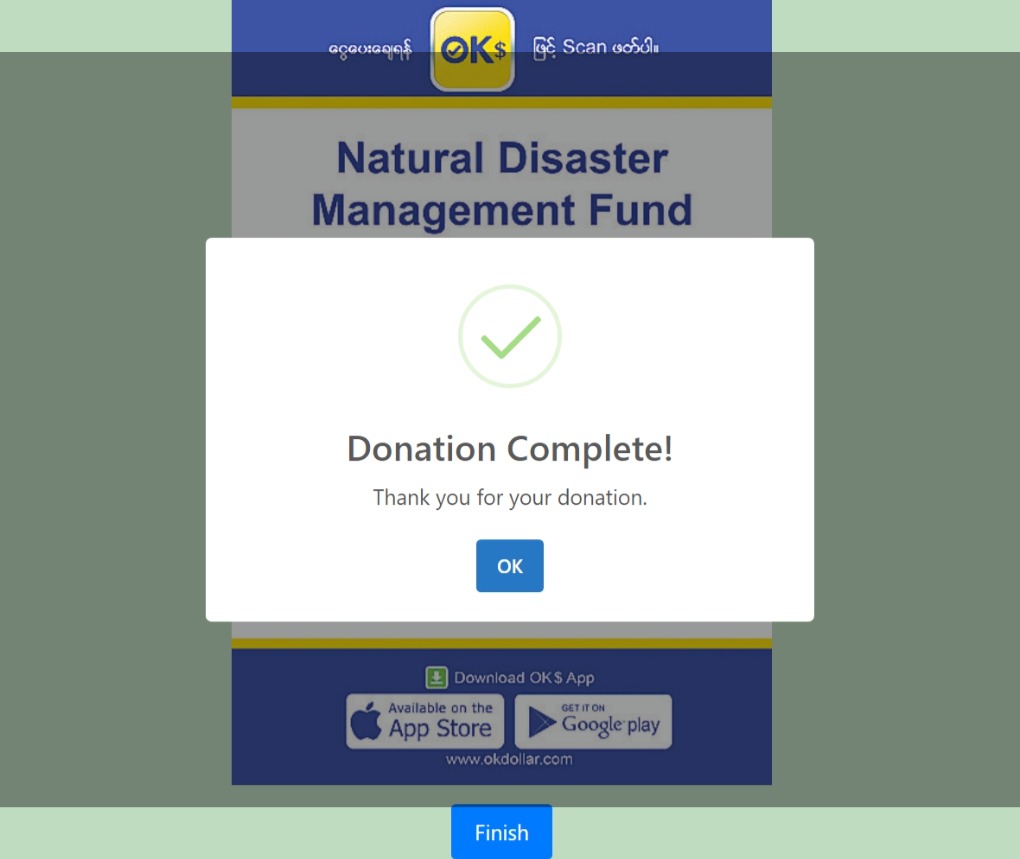 ငွေပေးချေရန် OK$ ဖြင့် Scan ဖတ်ပါ။
Natural Disaster
Management Fund
Donation Complete!
Thank you for your donation.
OK
Download OK$ App
Available on the
App Store
GET IT ON
Google play
www.okdollar.com
Finish